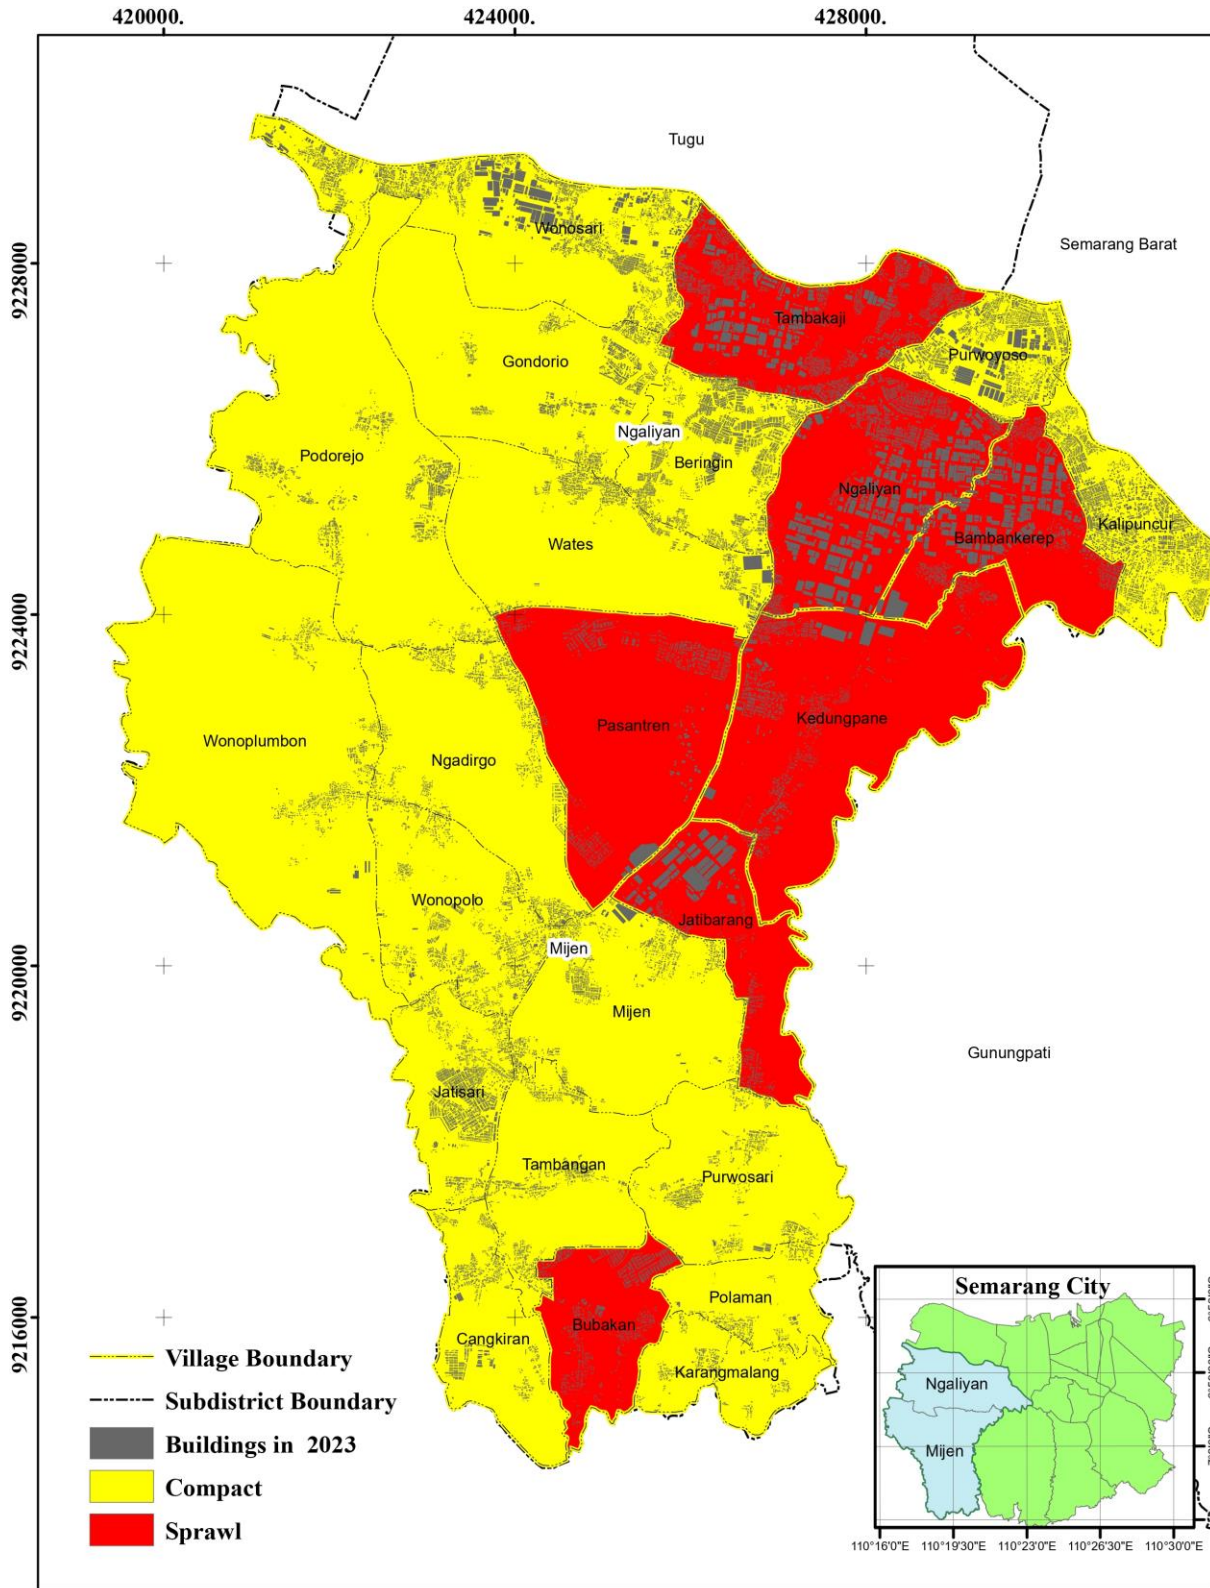 420000.
424000.
428000.
Tugu
Semarang Barat
9228000
Wonosari
Tambakaji
Purwoyoso
Gondorio
Ngaliyan
Beringin
Podorejo
Ngaliyan
Kalipuncur
Bambankerep
Wates
9224000
Pasantren
Kedungpane
Wonoplumbon
Ngadirgo
Wonopolo
Jatibarang
Mijen
9220000
Mijen
Gunungpati
Jatisari
Tambangan
Purwosari
Polaman
9216000
Bubakan
Cangkiran
Karangmalang
Village Boundary
Subdistrict Boundary
Buildings in 2023
Compact
Sprawl
Semarang City
Ngaliyan
Mijen
110°16'0"E
110°19'30"E
110°23'0"E
110°26'30"E
110°30'0"E